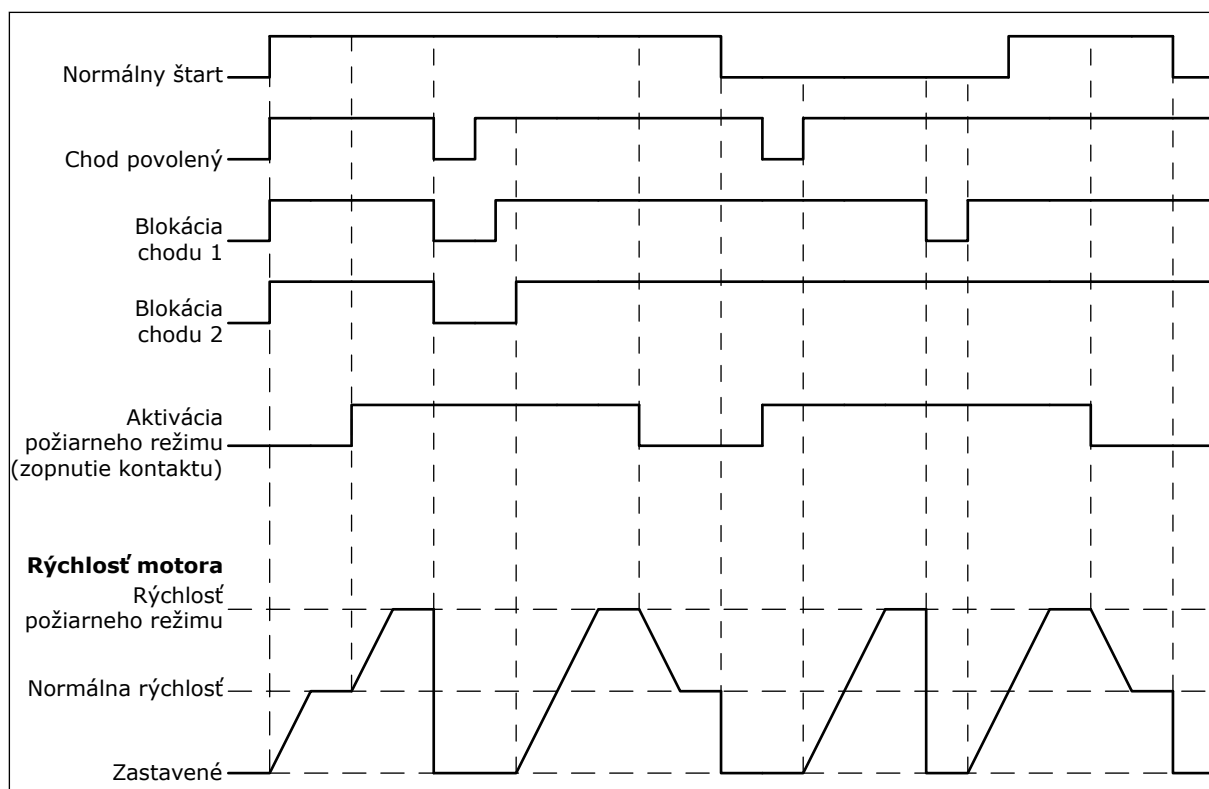 Normálny štart
Chod povolený
Blokácia
chodu 1
Blokácia
chodu 2
Aktivácia
požiarneho režimu
(zopnutie kontaktu)
Rýchlosť motora
Rýchlosť
požiarneho režimu
Normálna rýchlosť
Zastavené